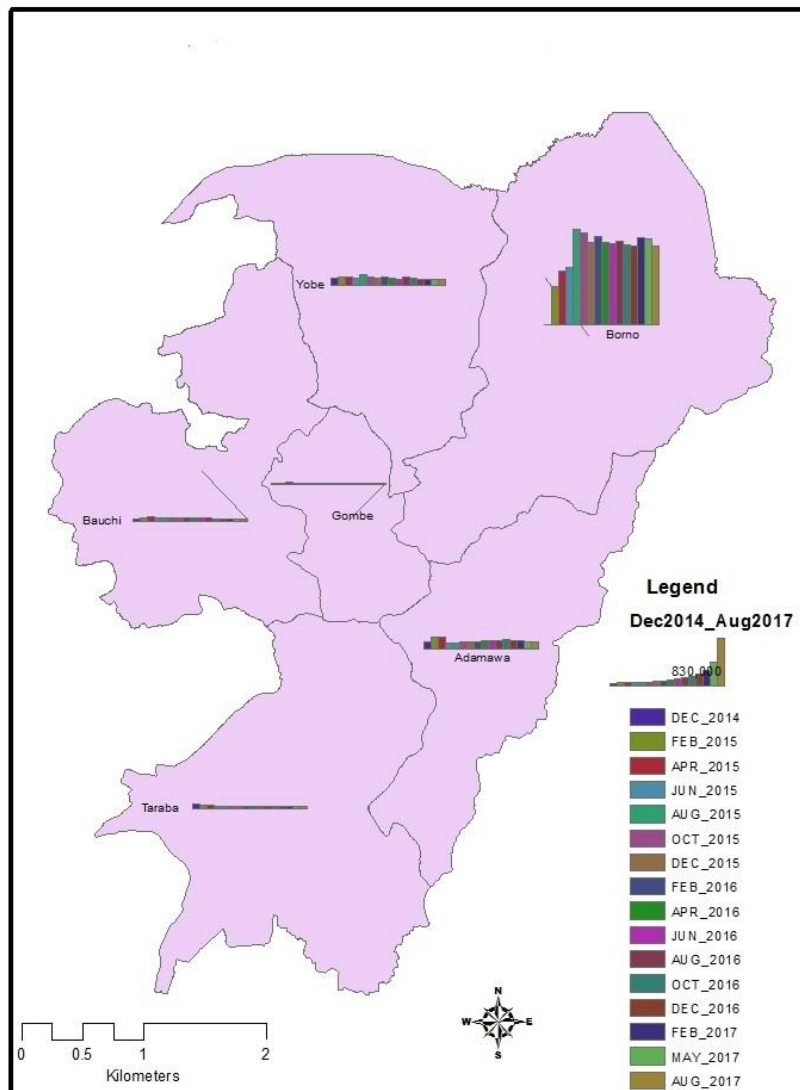 Yobe
Borno
Bauchi
Gombe
Adamawa
Taraba
Legend
Dec2014_Aug2017
830,000
DEC_2014
FEB_2015
APR_2015
JUN_2015
AUG_2015
OCT_2015
DEC_2015
FEB_2016
APR_2016
JUN_2016
AUG_2016
OCT_2016
DEC_2016
FEB_2017
MAY_2017
AUG_2017
N
W E
S
0 0.5 1 2
Kilometers